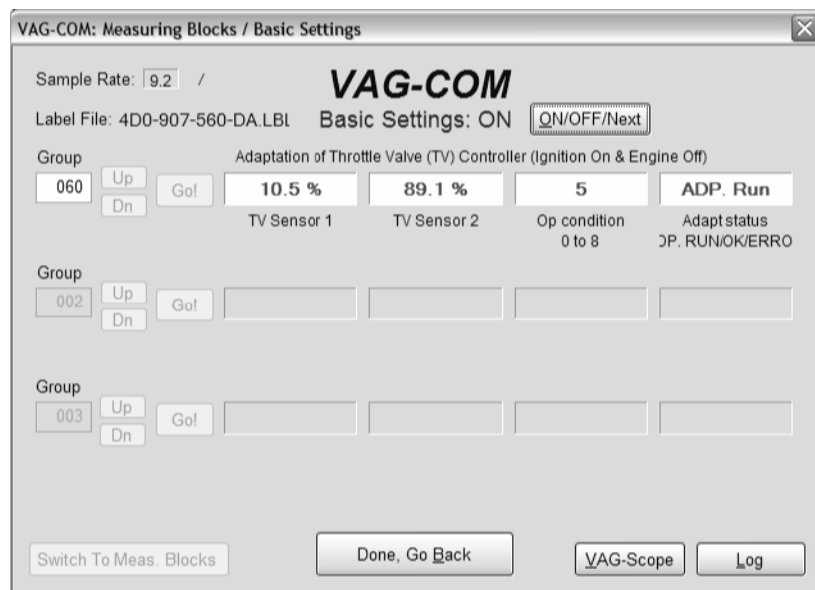 VAG-COM: Measuring Blocks / Basic Settings
Sample Rate: 9.2 /
VAG-COM
Label File: 4D0-907-560-DA.LBL
Basic Settings: ON
ON/OFF/Next
Group
Adaptation of Throttle Valve (TV) Controller (Ignition On & Engine Off)
060 Up Dn Go! 10.5 % 89.1 % 5 ADP. Run
TV Sensor 1 TV Sensor 2 Op condition Adapt status
0 to 8 DP. RUN/OK/ERRO
Group
002 Up Dn Go!
Group
003 Up Dn Go!
Switch To Meas. Blocks
Done, Go Back
VAG-Scope
Log